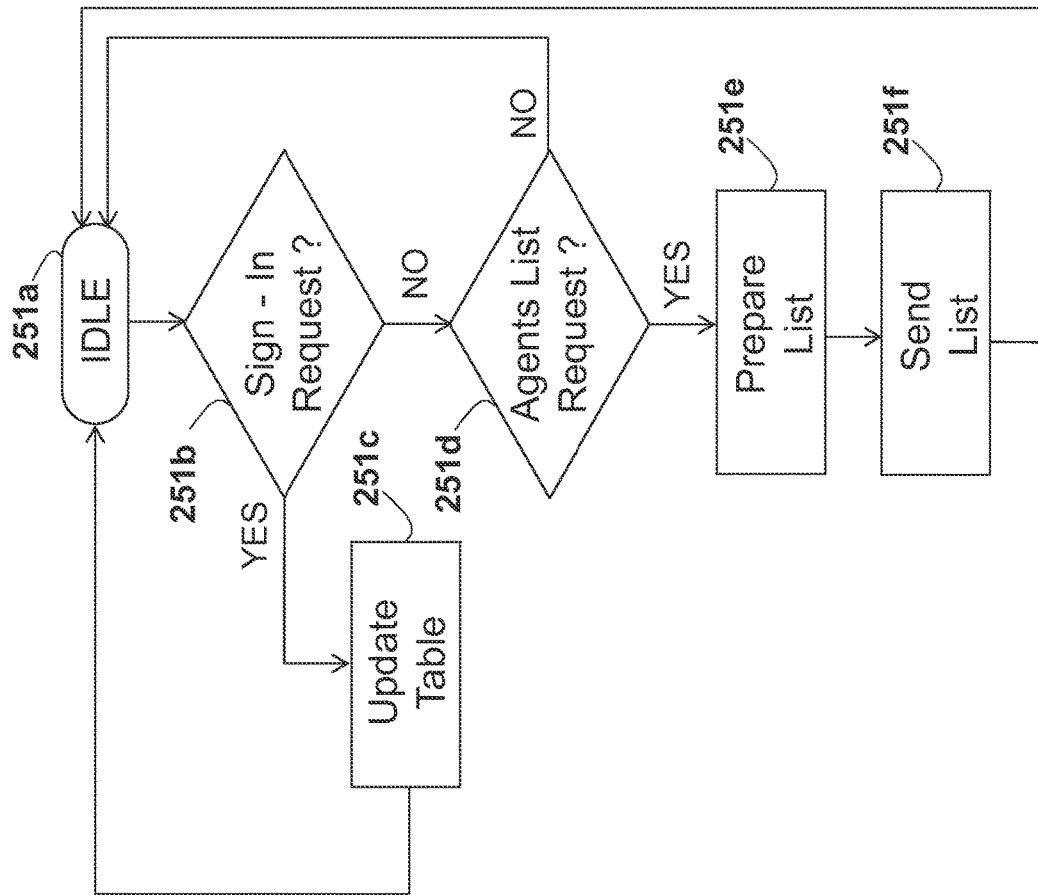 251a
IDLE
251b
Sign - In
Request ?
YES
NO
251c
Update
Table
251d
Agents List
Request ?
NO
YES
251e
Prepare
List
251f
Send
List